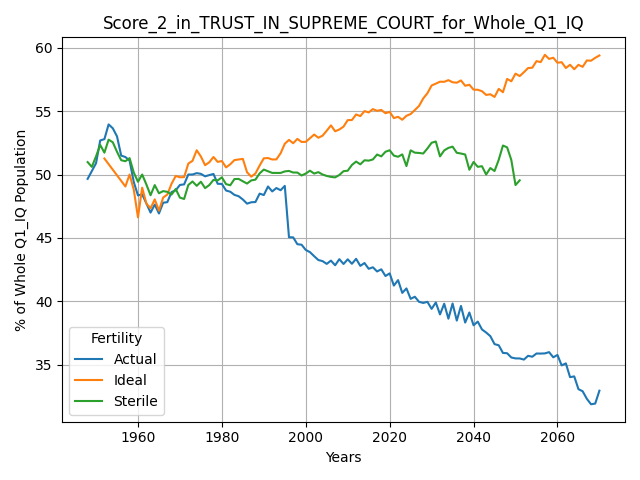 Score_2_in_TRUST_IN_SUPREME_COURT_for_Whole_Q1_IQ
% of Whole Q1_IQ Population
60
55
50
45
40
35
Fertility
Actual
Ideal
Sterile
1960 1980 2000 2020 2040 2060
Years